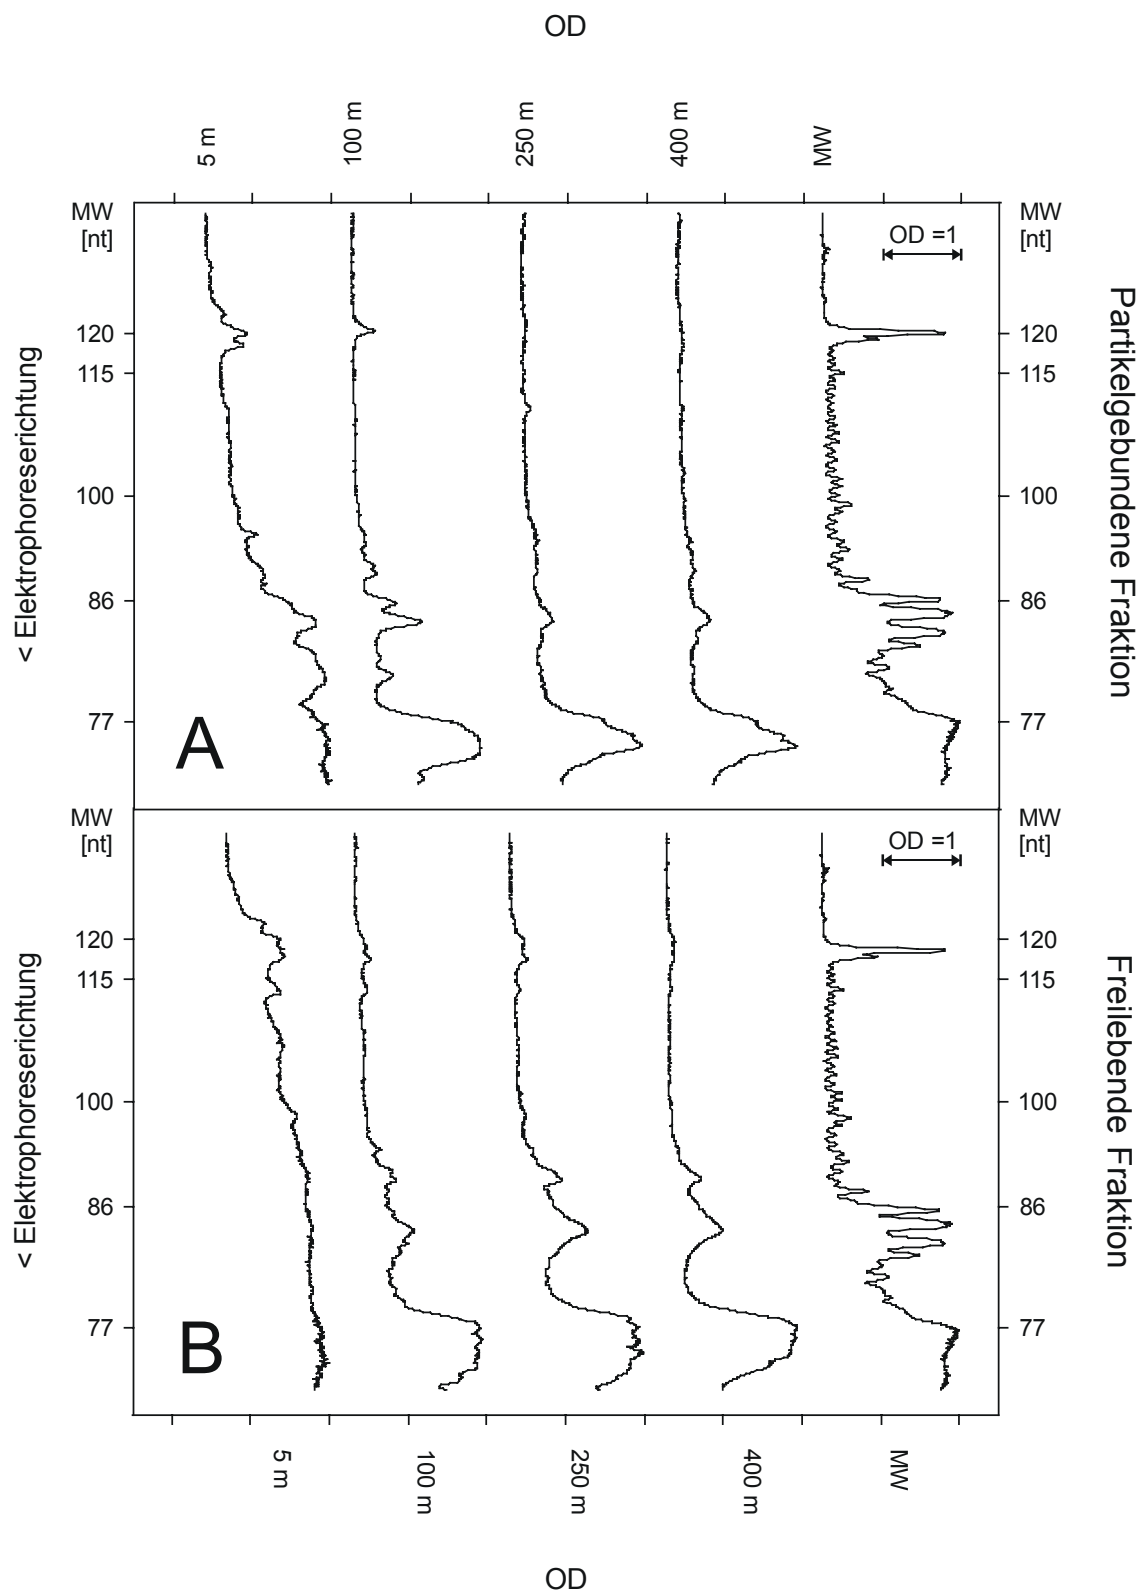 OD
5 m
100 m
250 m
400 m
MW
MW
[nt]
MW
[nt]
OD =1
120
115
100
86
77
120
115
100
86
77
< Elektrophoreserichtung
Partikelgebundene Fraktion
A
MW
[nt]
MW
[nt]
OD =1
120
115
100
86
77
120
115
100
86
77
< Elektrophoreserichtung
Freilebende Fraktion
B
5 m
100 m
250 m
400 m
MW
OD